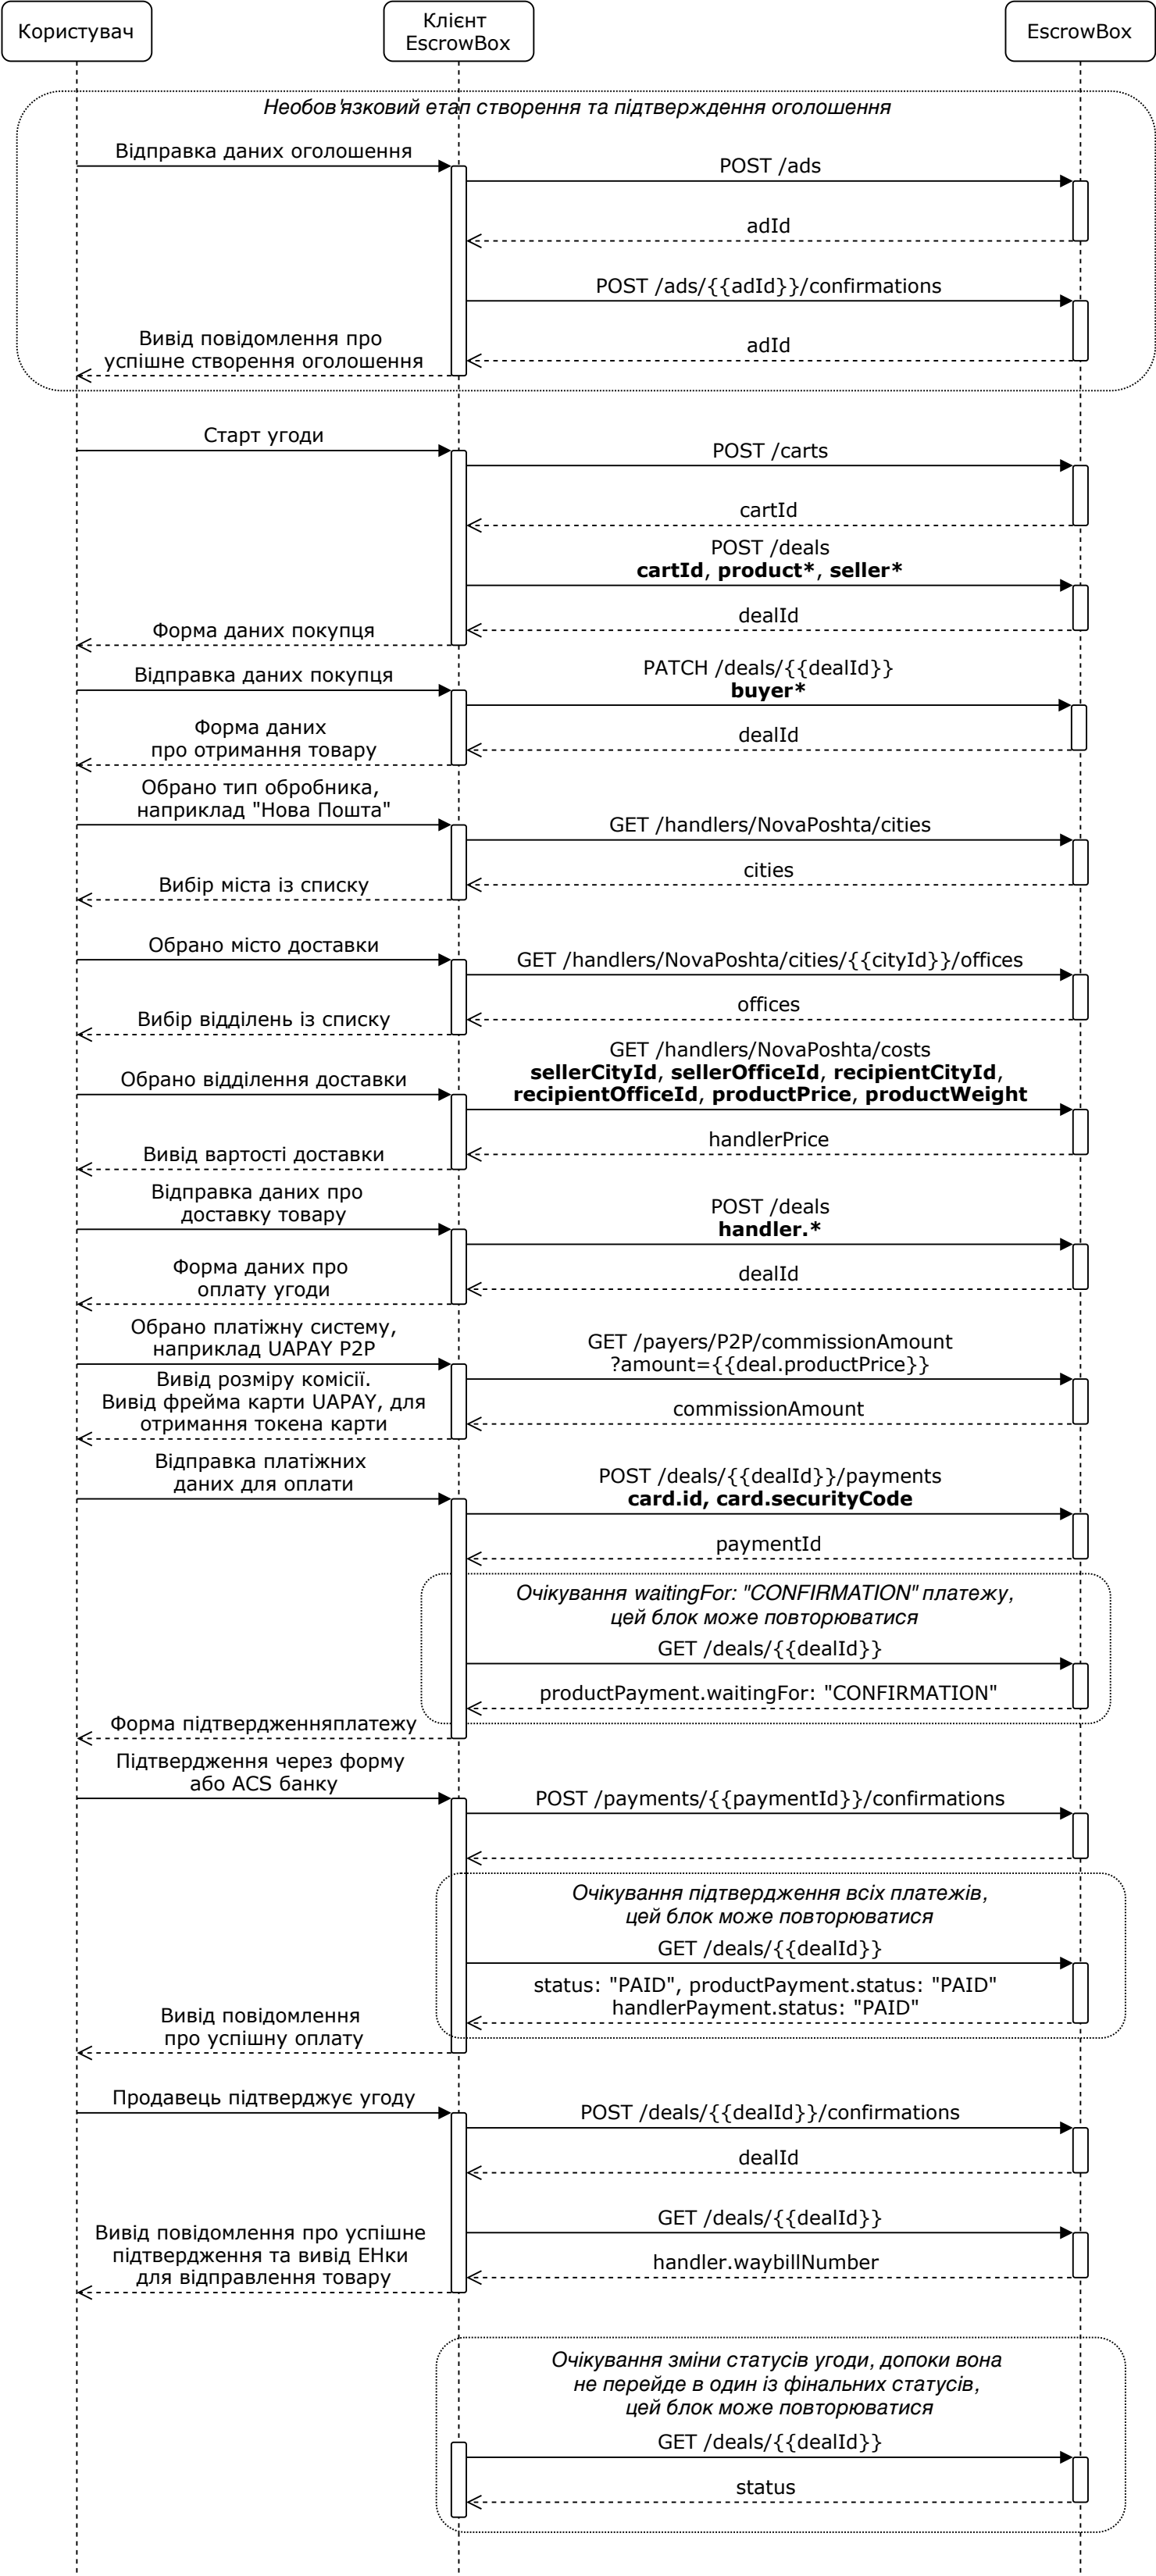 Користувач
Клієнт
EscrowBox
EscrowBox
Необов'язковий етап створення та підтверждення оголошення
Відправка даних оголошення
POST /ads
adId
POST /ads/{{adId}}/confirmations
Вивід повідомлення про
успішне створення оголошення
adId
Старт угоди
POST /carts
cartId
POST /deals
cartId, product*, seller*
dealId
Форма даних покупця
Відправка даних покупця
PATCH /deals/{{dealId}}
buyer*
Форма даних
про отримання товару
dealId
Обрано тип обробника,
наприклад "Нова Пошта"
GET /handlers/NovaPoshta/cities
cities
Вибір міста із списку
Обрано місто доставки
GET /handlers/NovaPoshta/cities/{{cityId}}/offices
offices
Вибір відділень із списку
GET /handlers/NovaPoshta/costs
sellerCityId, sellerOfficeId, recipientCityId,
recipientOfficeId, productPrice, productWeight
Обрано відділення доставки
handlerPrice
Вивід вартості доставки
Відправка даних про
доставку товару
POST /deals
handler.*
Форма даних про
оплату угоди
dealId
Обрано платіжну систему,
наприклад UAPAY P2P
GET /payers/P2P/commissionAmount
?amount={{deal.productPrice}}
Вивід розміру комісії.
Вивід фрейма карти UAPAY, для
отримання токена карти
commissionAmount
Відправка платіжних
даних для оплати
POST /deals/{{dealId}}/payments
card.id, card.securityCode
paymentId
Очікування waitingFor: "CONFIRMATION" платежу,
цей блок може повторюватися
GET /deals/{{dealId}}
productPayment.waitingFor: "CONFIRMATION"
Форма підтвердженняплатежу
Підтвердження через форму
або ACS банку
POST /payments/{{paymentId}}/confirmations
Очікування підтвердження всіх платежів,
цей блок може повторюватися
GET /deals/{{dealId}}
status: "PAID", productPayment.status: "PAID"
handlerPayment.status: "PAID"
Вивід повідомлення
про успішну оплату
Продавець підтверджує угоду
POST /deals/{{dealId}}/confirmations
dealId
GET /deals/{{dealId}}
Вивід повідомлення про успішне
підтвердження та вивід ЕНки
для відправлення товару
handler.waybillNumber
Очікування зміни статусів угоди, допоки вона
не перейде в один із фінальних статусів,
цей блок може повторюватися
GET /deals/{{dealId}}
status